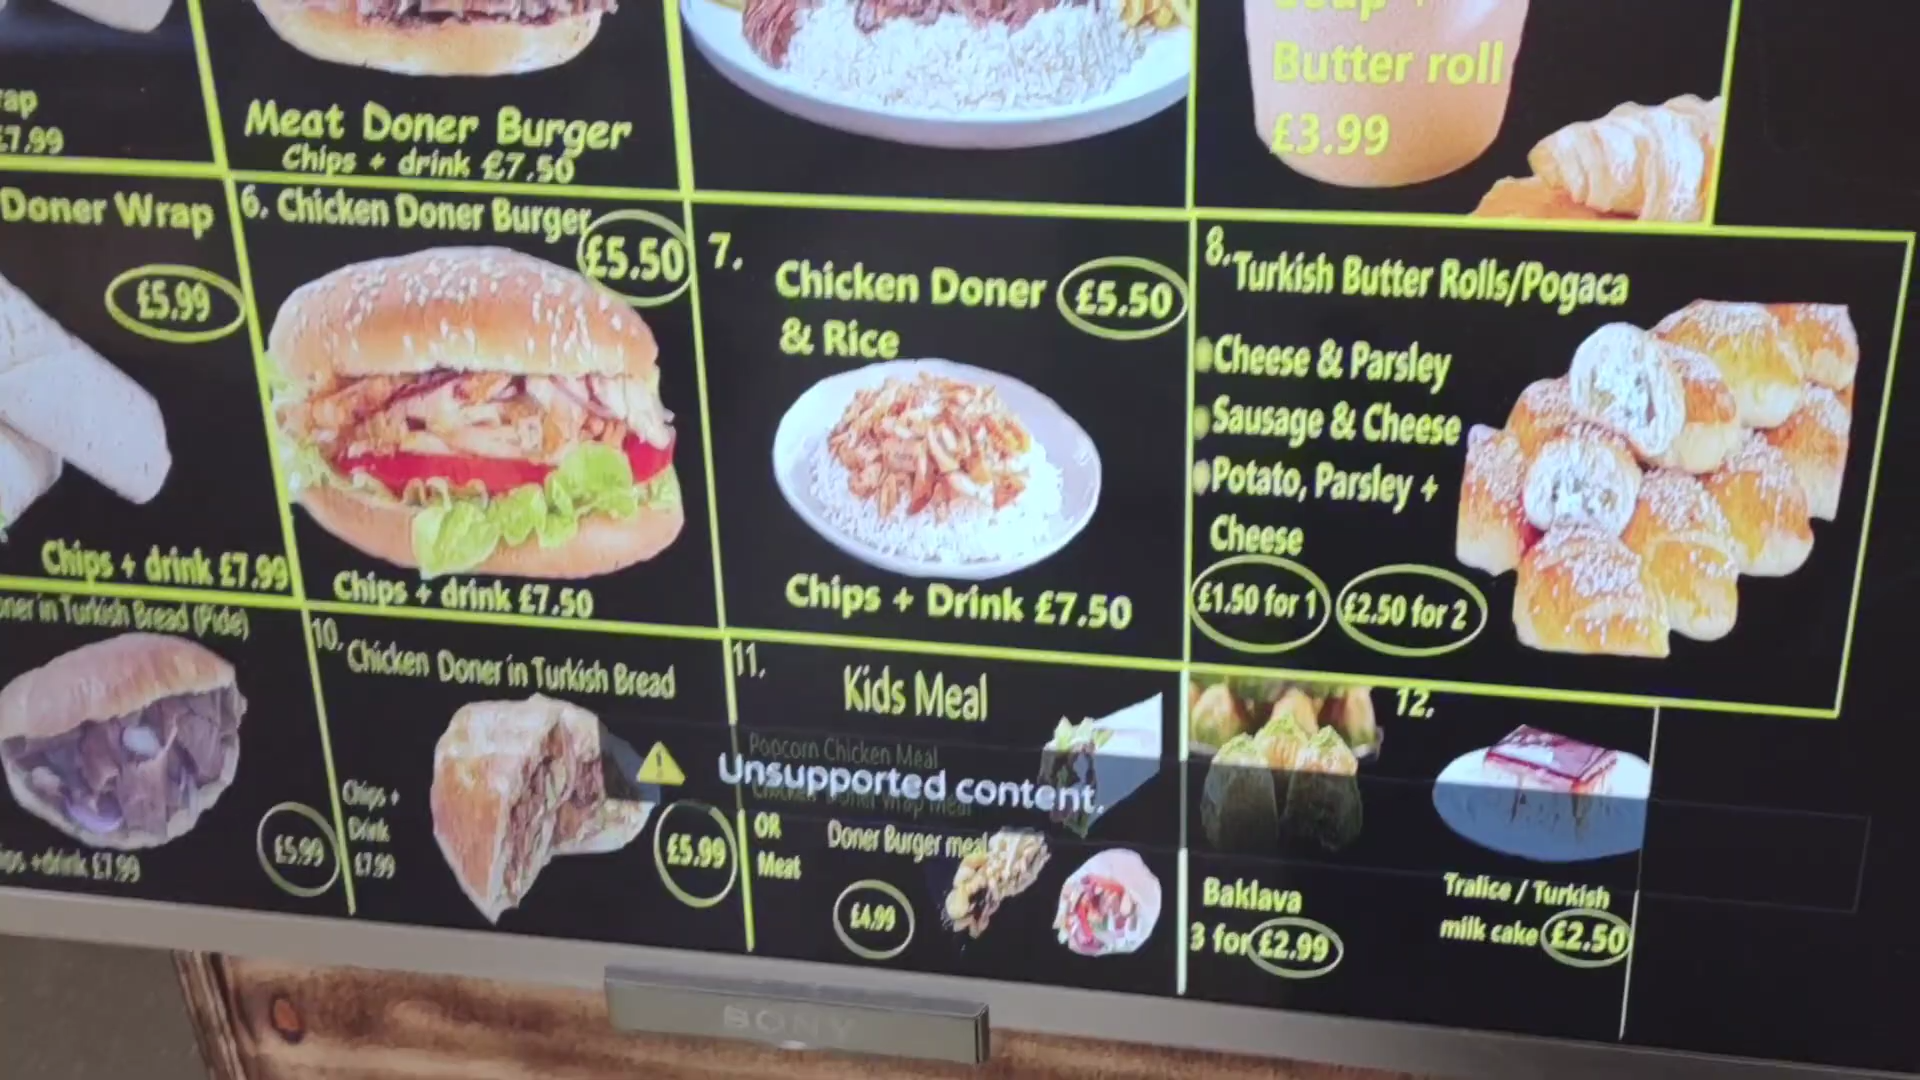 £7.99
Meat Doner Burger
Chips + drink £7.50
Butter roll
£3.99
Doner Wrap
£5.99
Chips + drink £7.99
6. Chicken Doner Burger
£5.50
Chips + drink £7.50
7.
Chicken Doner
& Rice
£5.50
Chips + Drink £7.50
8. Turkish Butter Rolls/Pogaca
Cheese & Parsley
Sausage & Cheese
Potato, Parsley +
Cheese
£1.50 for 1
£2.50 for 2
in Turkish Bread (Pide)
+drink £7.99
£5.99
10. Chicken Doner in Turkish Bread
Chips +
Drink
£7.99
£5.99
11.
Kids Meal
Popcorn Chicken Meal
Unsupported content.
OR
Meat
Doner Burger meal
£4.99
12.
Baklava
3 for £2.99
Tralice / Turkish
milk cake £2.50
SONY